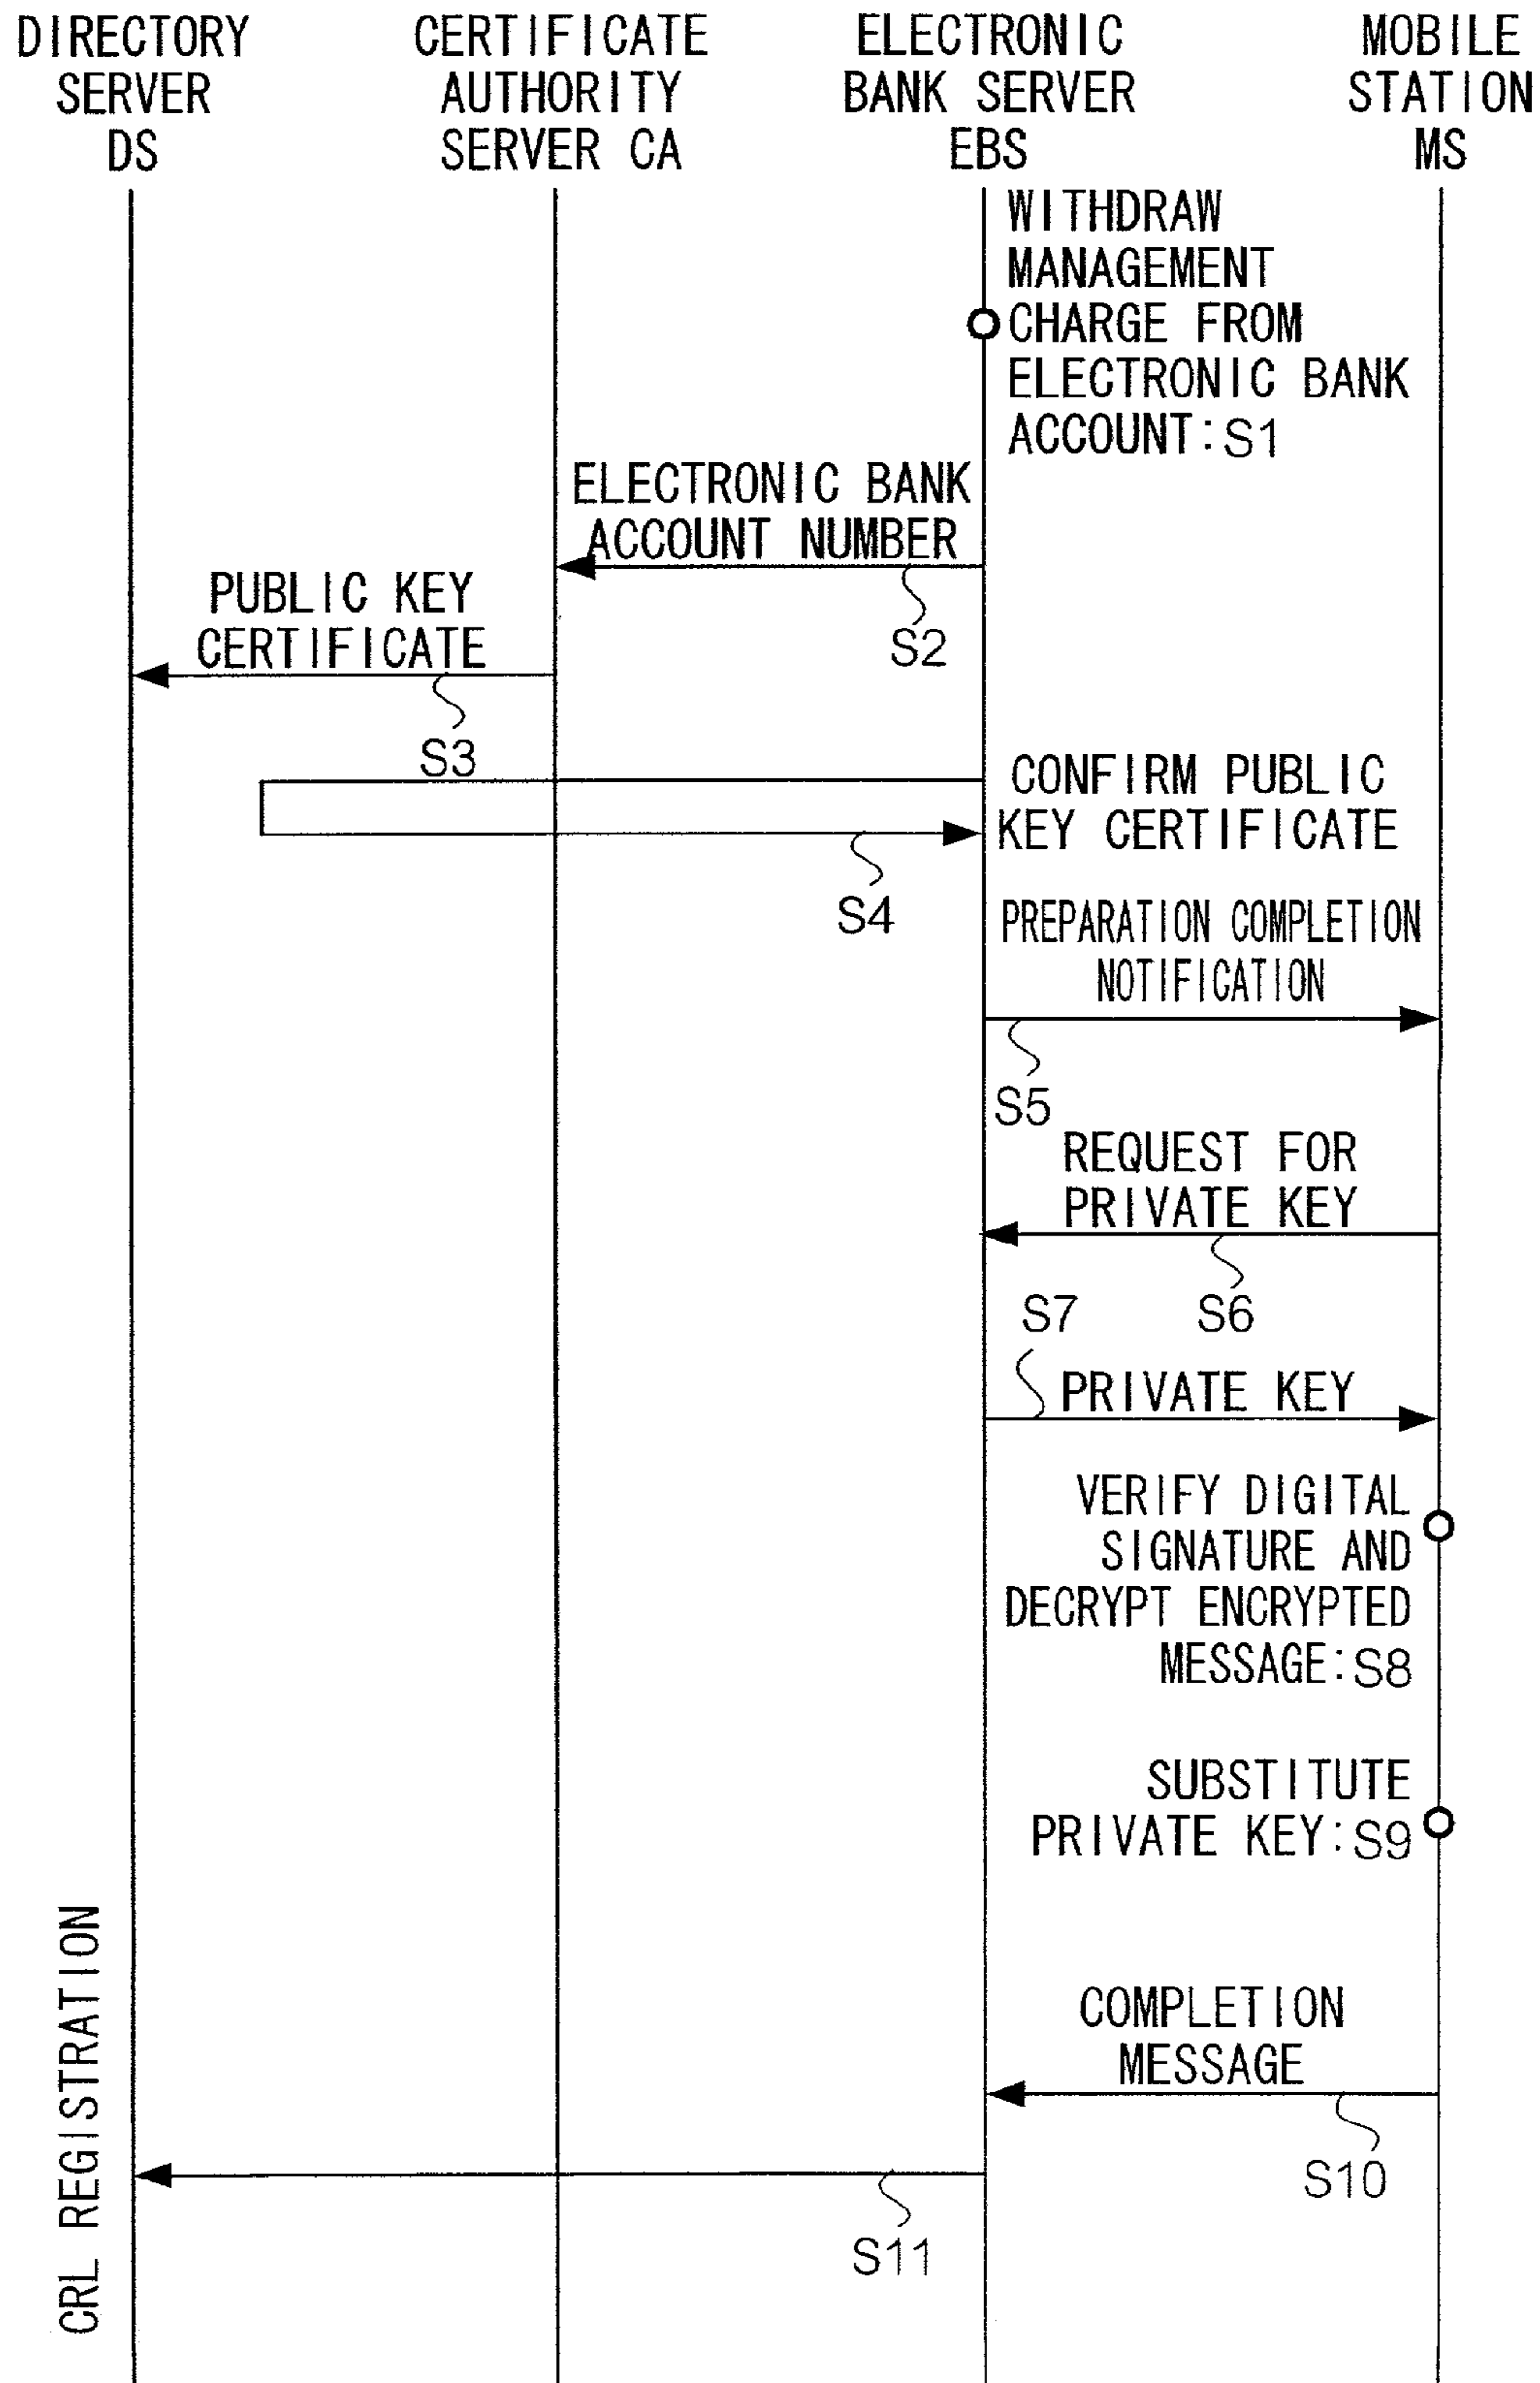 DIRECTORY
SERVER
DS
CERTIFICATE
AUTHORITY
SERVER CA
ELECTRONIC
BANK SERVER
EBS
MOBILE
STATION
MS
WITHDRAW
MANAGEMENT
CHARGE FROM
ELECTRONIC BANK
ACCOUNT:S1
ELECTRONIC BANK
ACCOUNT NUMBER
S2
PUBLIC KEY
CERTIFICATE
S3
CONFIRM PUBLIC
KEY CERTIFICATE
S4
PREPARATION COMPLETION
NOTIFICATION
S5
REQUEST FOR
PRIVATE KEY
S6
S7
PRIVATE KEY
VERIFY DIGITAL
SIGNATURE AND
DECRYPT ENCRYPTED
MESSAGE:S8
SUBSTITUTE
PRIVATE KEY:S9
COMPLETION
MESSAGE
S10
CRL REGISTRATION
S11